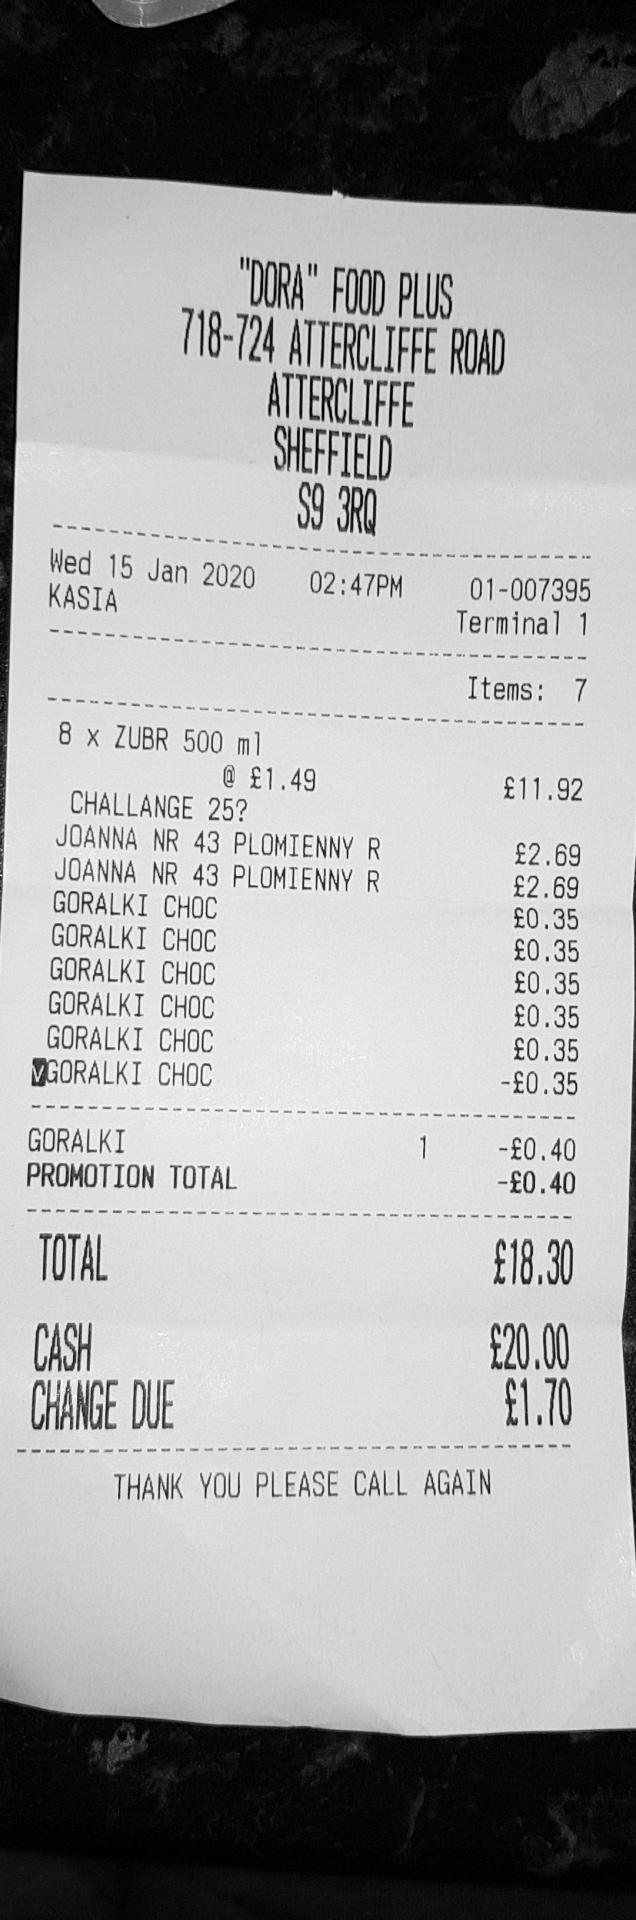 "DORA" FOOD PLUS
718-724 ATTERCLIFFE ROAD
ATTERCLIFFE
SHEFFIELD
S9 3RQ
Wed 15 Jan 2020 02:47PM 01-007395
KASIA Terminal 1
Items: 7
8 x ZUBR 500 ml
@ £1.49 £11.92
CHALLANGE 25?
JOANNA NR 43 PLOMIENNY R £2.69
JOANNA NR 43 PLOMIENNY R £2.69
GORALKI CHOC £0.35
GORALKI CHOC £0.35
GORALKI CHOC £0.35
GORALKI CHOC £0.35
GORALKI CHOC £0.35
VGORALKI CHOC -£0.35
GORALKI 1 -£0.40
PROMOTION TOTAL -£0.40
TOTAL £18.30
CASH £20.00
CHANGE DUE £1.70
THANK YOU PLEASE CALL AGAIN